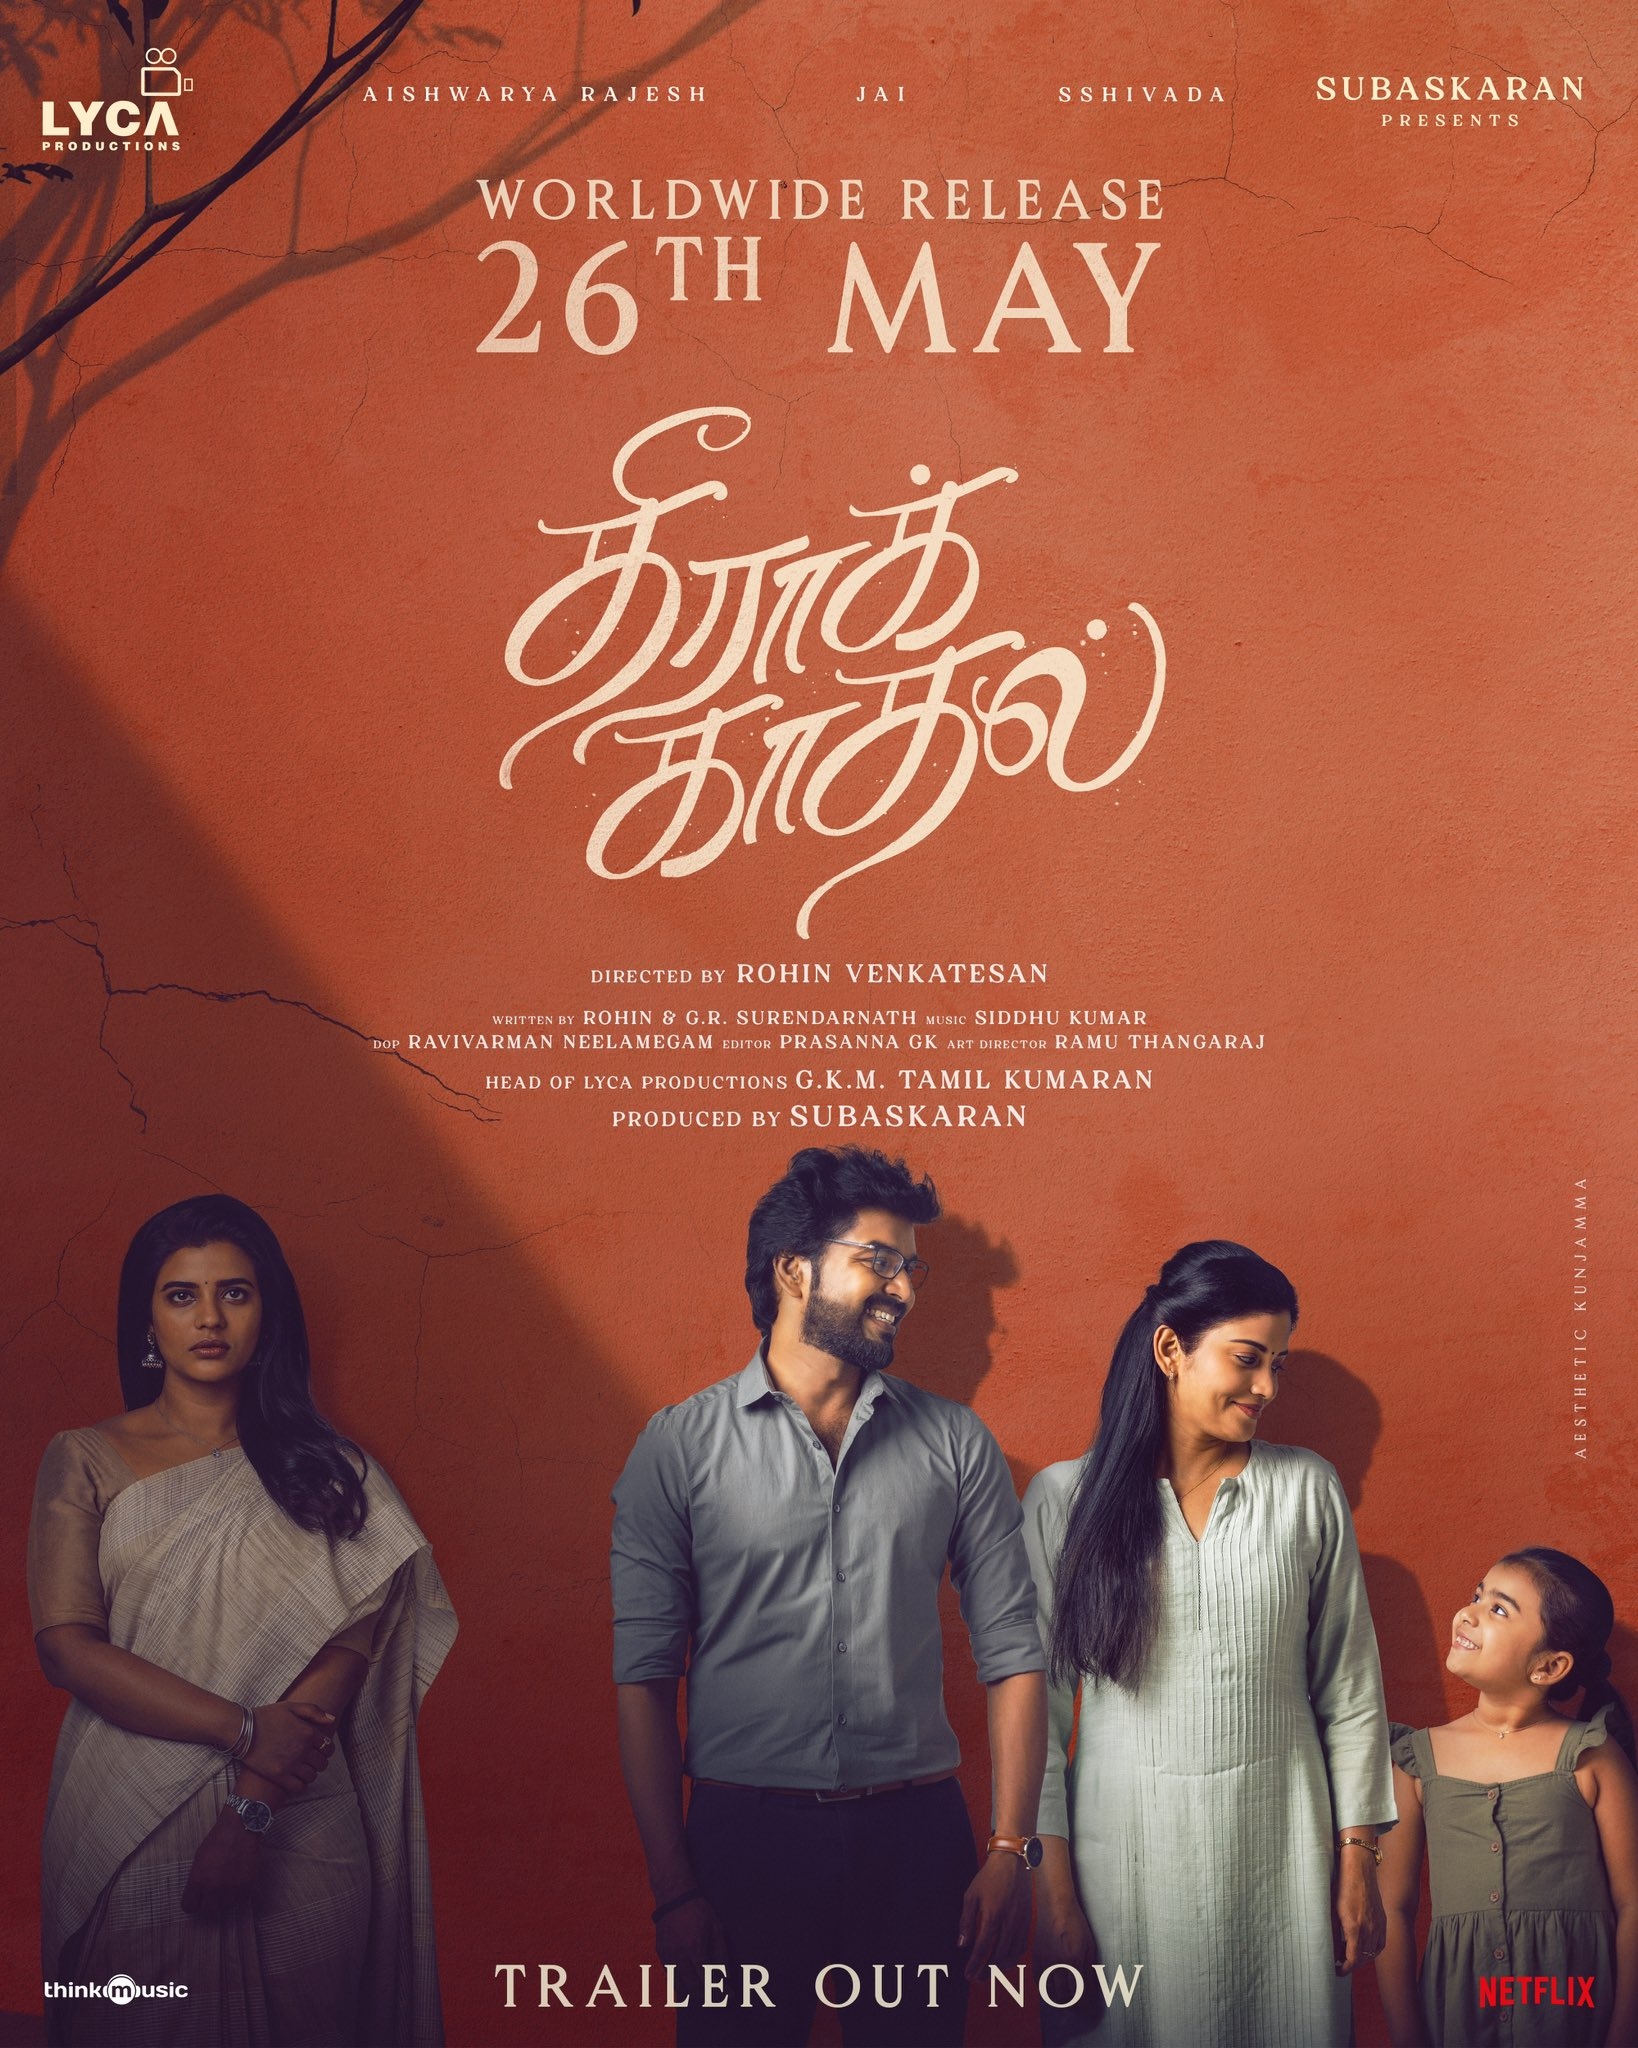 LYCA
PRODUCTIONS
AISHWARYA RAJESH JAI SSHIVADA
SUBASKARAN
PRESENTS
WORLDWIDE RELEASE
26TH MAY
தீராக்
காதல்
DIRECTED BY ROHIN VENKATESAN
WRITTEN BY ROHIN & G.R. SURENDARNATH MUSIC SIDDHU KUMAR
DOP RAVIVARMAN NEELAMEGAM EDITOR PRASANNA GK ART DIRECTOR RAMU THANGARAJ
HEAD OF LYCA PRODUCTIONS G.K.M. TAMIL KUMARAN
PRODUCED BY SUBASKARAN
AESTHETIC KUNJAMMA
thinkmusic
TRAILER OUT NOW
NETFLIX